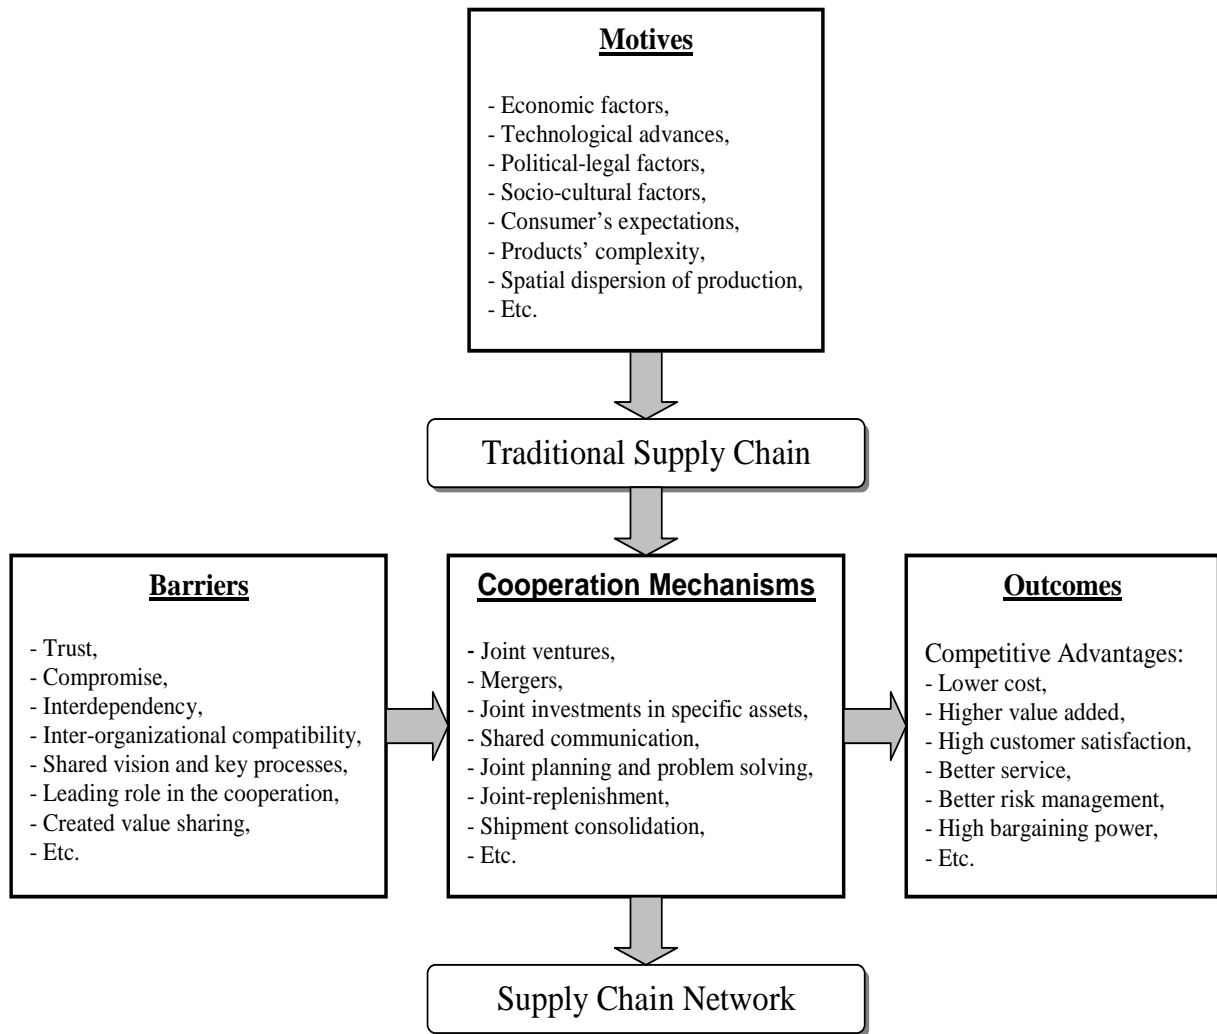 Motives
- Economic factors,
- Technological advances,
- Political-legal factors,
- Socio-cultural factors,
- Consumer’s expectations,
- Products’ complexity,
- Spatial dispersion of production,
- Etc.
Traditional Supply Chain
Barriers
- Trust,
- Compromise,
- Interdependency,
- Inter-organizational compatibility,
- Shared vision and key processes,
- Leading role in the cooperation,
- Created value sharing,
- Etc.
Cooperation Mechanisms
- Joint ventures,
- Mergers,
- Joint investments in specific assets,
- Shared communication,
- Joint planning and problem solving,
- Joint-replenishment,
- Shipment consolidation,
- Etc.
Outcomes
Competitive Advantages:
- Lower cost,
- Higher value added,
- High customer satisfaction,
- Better service,
- Better risk management,
- High bargaining power,
- Etc.
Supply Chain Network